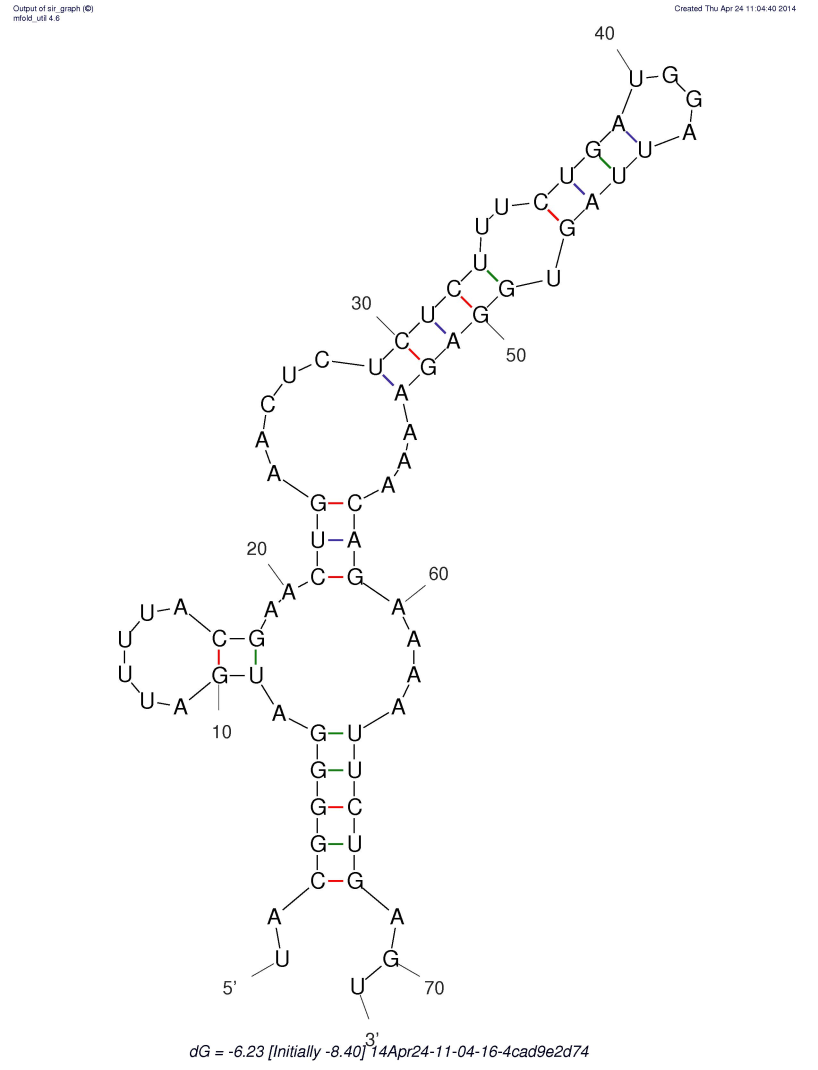 Output of sir_graph (©)
mfold_util 4.6
Created Thu Apr 24 11:04:40 2014
40
U G
G
A A
G U
U U
U C A
U G
U
C G U
30
U G
C A 50
U C U G
C A
A A
A A
A
G C
U A
20
C G 60
A A
A
U A
U C G A
U G U A
U A A
A
10
G U
G U
G C
G U
C G
A A
U G
5’ 70
U
3’
dG = -6.23 [Initially -8.40] 14Apr24-11-04-16-4cad9e2d74